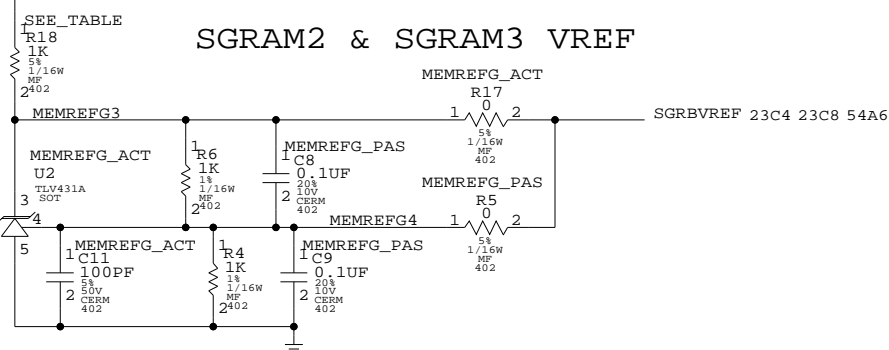 SGRAM2 & SGRAM3 VREF
SEE_TABLE
1
R18
1K
5%
1/16W
MF
402
2
MEMREFG3
MEMREFG_ACT
R17
0
1 2
5%
1/16W
MF
402
SGRBVREF 23C4 23C8 54A6
MEMREFG_ACT
U2
TLV431A
SOT
3
4
5
1
R6
1K
1%
1/16W
MF
402
2
MEMREFG_PAS
1
C8
0.1UF
20%
10V
CERM
402
2
MEMREFG_PAS
R5
0
1 2
5%
1/16W
MF
402
MEMREFG4
MEMREFG_ACT
1
C11
100PF
5%
50V
CERM
402
2
1
R4
1K
1%
1/16W
MF
402
2
MEMREFG_PAS
1
C9
0.1UF
20%
10V
CERM
402
2